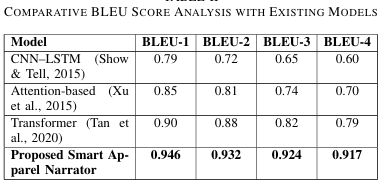 COMPARATIVE BLEU SCORE ANALYSIS WITH EXISTING MODELS
Model BLEU-1 BLEU-2 BLEU-3 BLEU-4
CNN–LSTM (Show 0.79 0.72 0.65 0.60
& Tell, 2015)
Attention-based (Xu 0.85 0.81 0.74 0.70
et al., 2015)
Transformer (Tan et 0.90 0.88 0.82 0.79
al., 2020)
Proposed Smart Ap- 0.946 0.932 0.924 0.917
parel Narrator